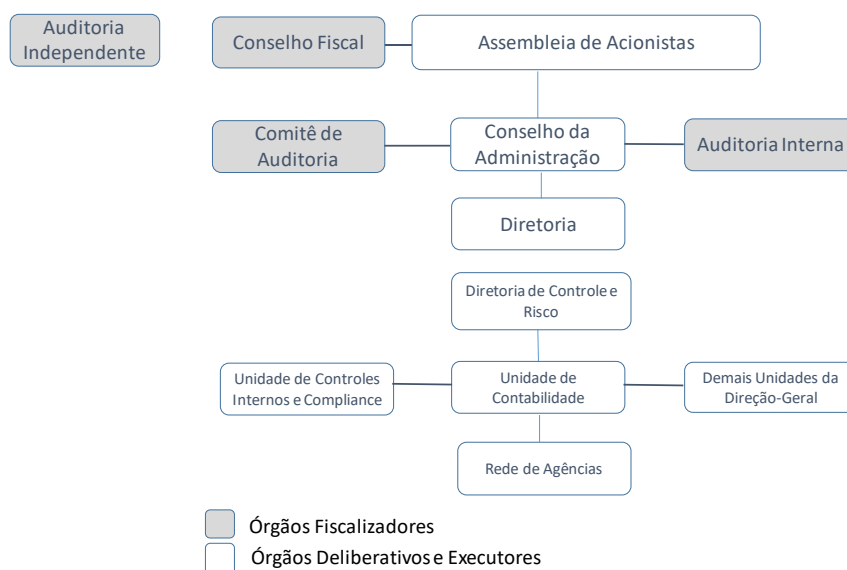 Auditoria
Independente
Conselho Fiscal
Assembleia de Acionistas
Comitê de
Auditoria
Conselho da
Administração
Auditoria Interna
Diretoria
Diretoria de Controle e
Risco
Unidade de Controles
Internos e Compliance
Unidade de
Contabilidade
Demais Unidades da
Direção-Geral
Rede de Agências
Órgãos Fiscalizadores
Órgãos Deliberativos e Executores